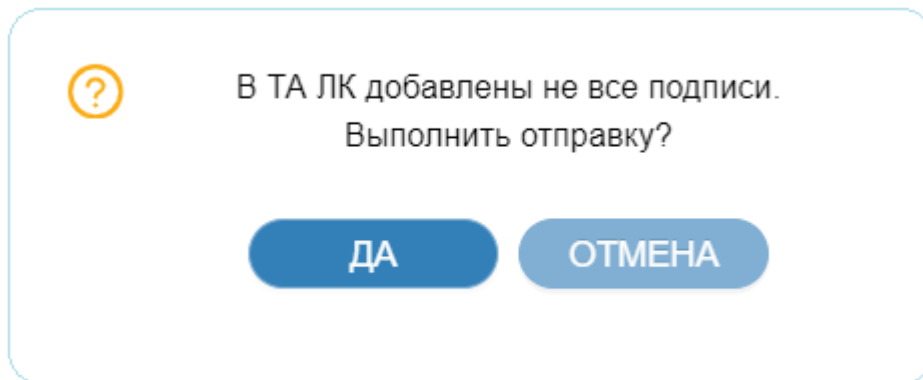 В ТА ЛК добавлены не все подписи.
Выполнить отправку?
ДА ОТМЕНА